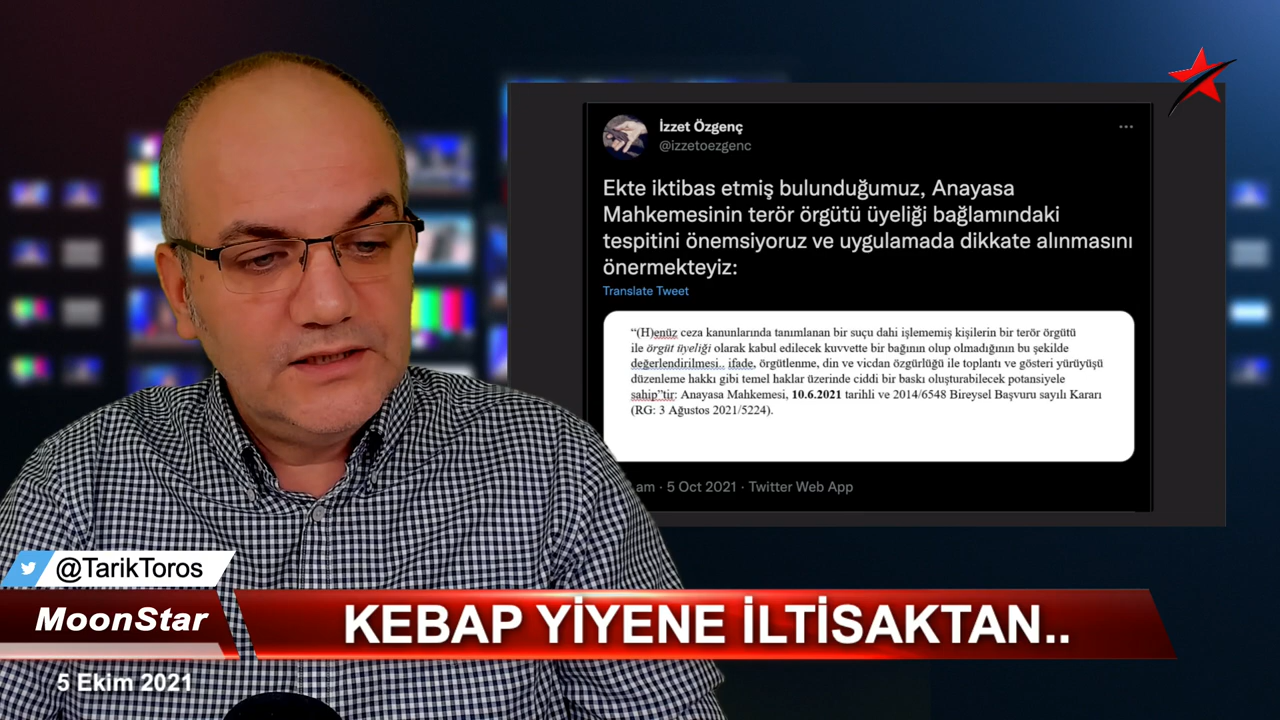 İzzet Özgenç
@izzetoezgenc
Ekte iktibas etmiş bulunduğumuz, Anayasa
Mahkemesinin terör örgütü üyeliği bağlamındaki
tespitini önemsiyoruz ve uygulamada dikkate alınmasını
önermekteyiz:
Translate Tweet
“(H)enüz ceza kanunlarında tanımlanan bir suçu dahi işlememiş kişilerin bir terör örgütü
ile örgüt üyeliği olarak kabul edilecek kuvvette bir bağının olup olmadığının bu şekilde
değerlendirilmesi.. ifade, örgütlenme, din ve vicdan özgürlüğü ile toplantı ve gösteri yürüyüşü
düzenleme hakkı gibi temel haklar üzerinde ciddi bir baskı oluşturabilecek potansiyele
sahip”tir: Anayasa Mahkemesi, 10.6.2021 tarihli ve 2014/6548 Bireysel Başvuru sayılı Kararı
(RG: 3 Ağustos 2021/5224).
am · 5 Oct 2021 · Twitter Web App
@TarikToros
MoonStar
KEBAP YİYENE İLTİSAKTAN..
5 Ekim 2021